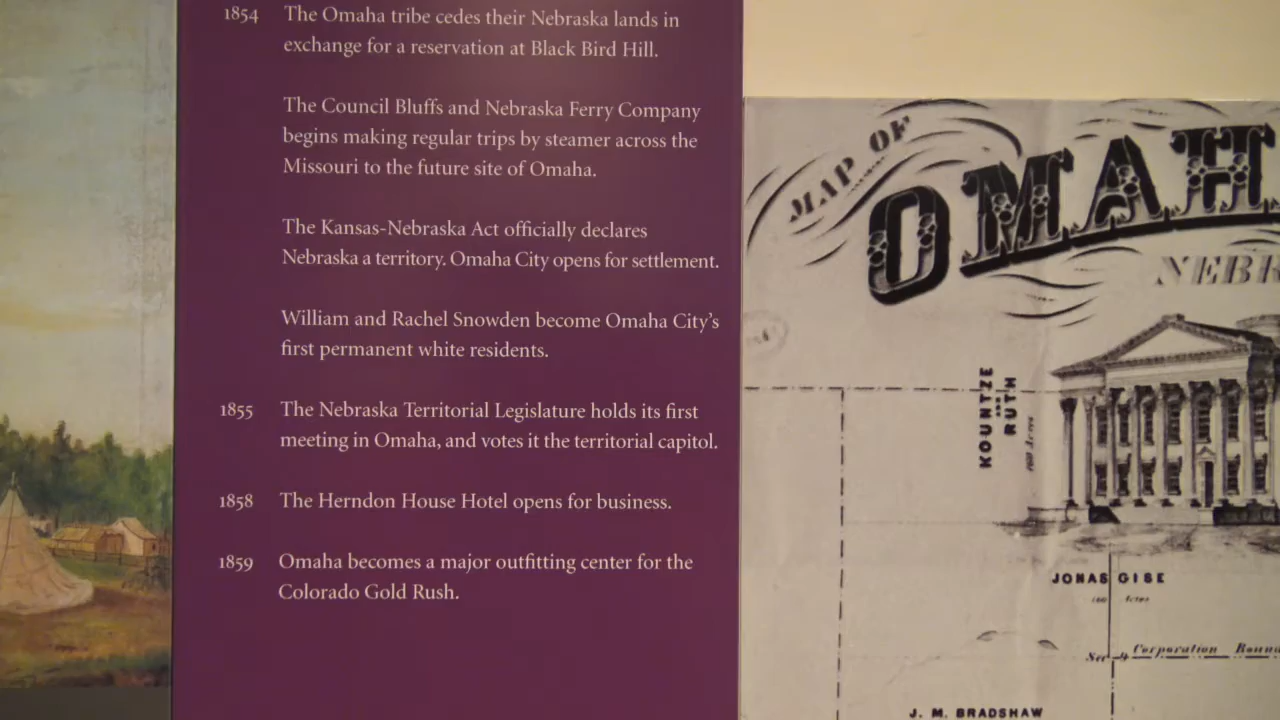 1854 The Omaha tribe cedes their Nebraska lands in
exchange for a reservation at Black Bird Hill.
The Council Bluffs and Nebraska Ferry Company
begins making regular trips by steamer across the
Missouri to the future site of Omaha.
The Kansas-Nebraska Act officially declares
Nebraska a territory. Omaha City opens for settlement.
William and Rachel Snowden become Omaha City's
first permanent white residents.
1855 The Nebraska Territorial Legislature holds its first
meeting in Omaha, and votes it the territorial capitol.
1858 The Herndon House Hotel opens for business.
1859 Omaha becomes a major outfitting center for the
Colorado Gold Rush.
MAP OF
OMAH
NEBR
KOUNTZE
AND
RUTH
160 Acres
JONAS GISE
Acres
Corporation Boun
J. M. BRADSHAW